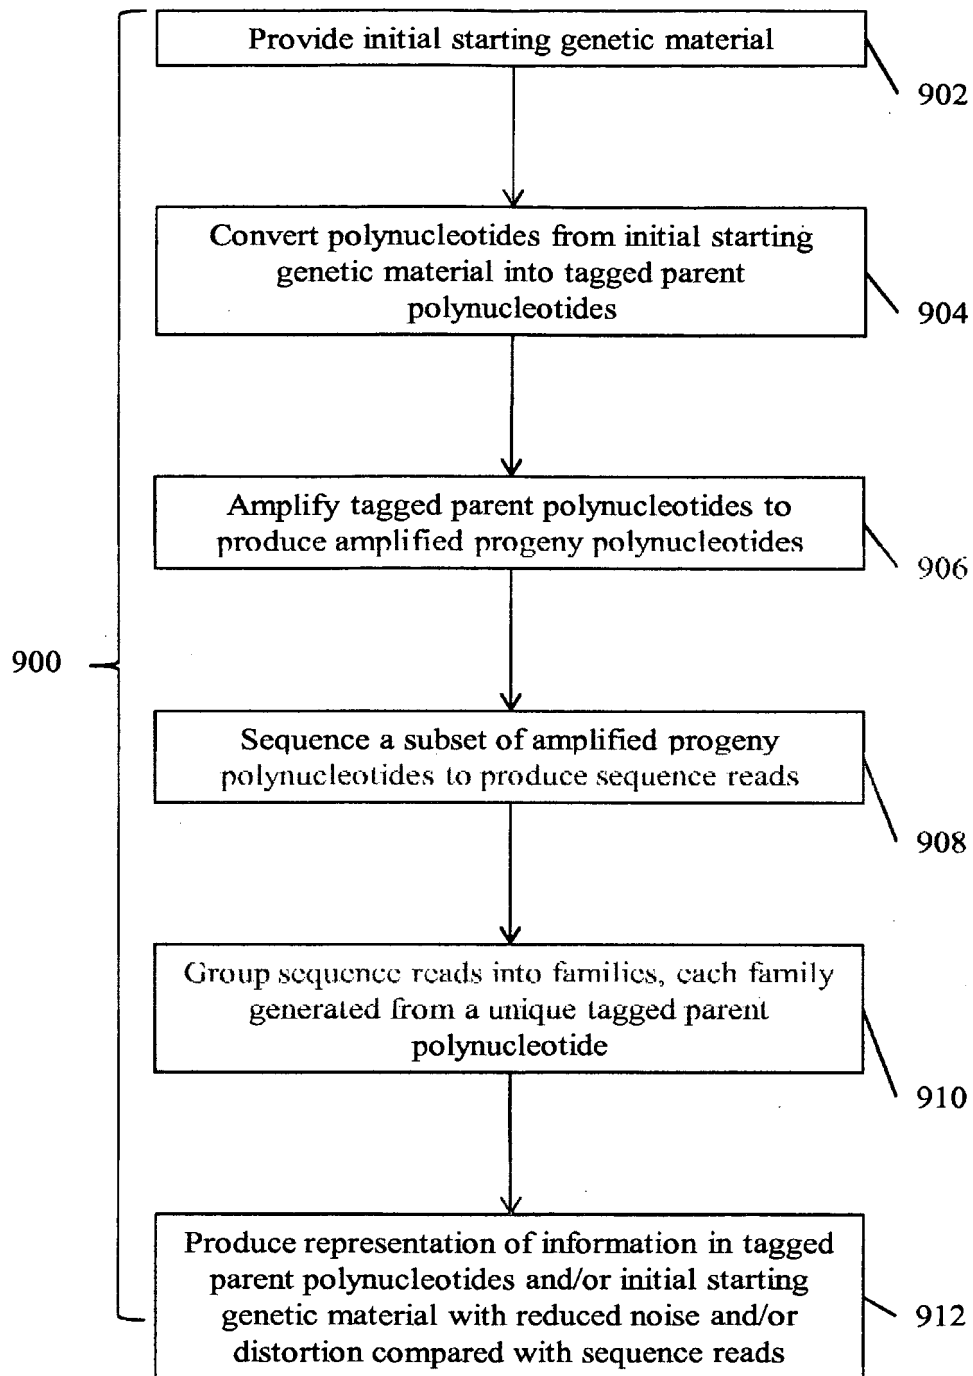 Provide initial starting genetic material
902
Convert polynucleotides from initial starting
genetic material into tagged parent
polynucleotides
904
Amplify tagged parent polynucleotides to
produce amplified progeny polynucleotides
906
900
Sequence a subset of amplified progeny
polynucleotides to produce sequence reads
908
Group sequence reads into families, each family
generated from a unique tagged parent
polynucleotide
910
Produce representation of information in tagged
parent polynucleotides and/or initial starting
genetic material with reduced noise and/or
distortion compared with sequence reads
912